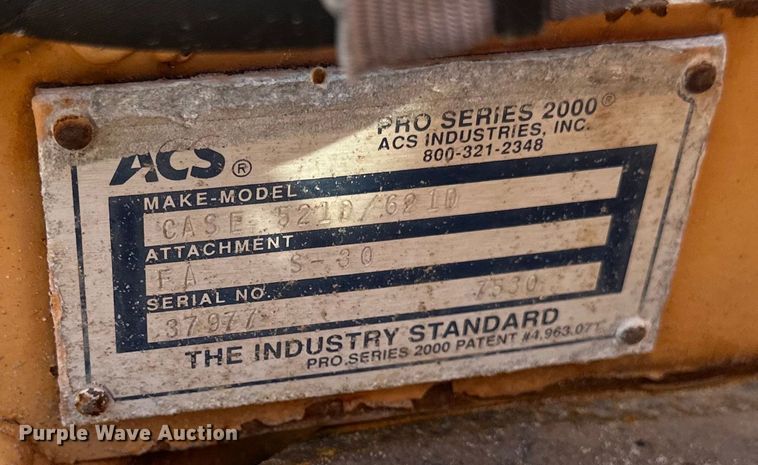 ACS®
PRO SERIES 2000®
ACS INDUSTRIES, INC.
800-321-2348
MAKE-MODEL
CASE 521D/621D
ATTACHMENT
FA S-30
SERIAL NO
37977 7530
THE INDUSTRY STANDARD
PRO SERIES 2000 PATENT #4,963,077
Purple Wave Auction